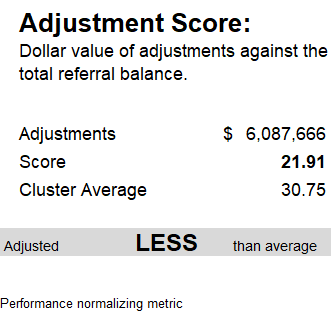 Adjustment Score:
Dollar value of adjustments against the
total referral balance.
Adjustments $ 6,087,666
Score 21.91
Cluster Average 30.75
Adjusted LESS than average
Performance normalizing metric